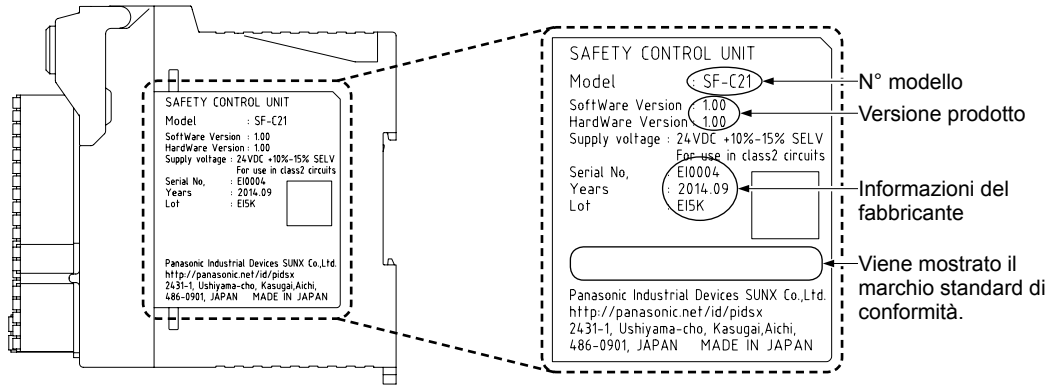 SAFETY CONTROL UNIT
Model : SF-C21
SoftWare Version : 1.00
HardWare Version : 1.00
Supply voltage : 24VDC +10%-15% SELV
For use in class2 circuits
Serial No, : EI0004
Years : 2014.09
Lot : EI5K
Panasonic Industrial Devices SUNX Co.,Ltd.
http://panasonic.net/id/pidsx
2431-1, Ushiyama-cho, Kasugai,Aichi,
486-0901, JAPAN MADE IN JAPAN
SAFETY CONTROL UNIT
Model : SF-C21
SoftWare Version : 1.00
HardWare Version : 1.00
Supply voltage : 24VDC +10%-15% SELV
For use in class2 circuits
Serial No, : EI0004
Years : 2014.09
Lot : EI5K
Panasonic Industrial Devices SUNX Co.,Ltd.
http://panasonic.net/id/pidsx
2431-1, Ushiyama-cho, Kasugai,Aichi,
486-0901, JAPAN MADE IN JAPAN
N° modello
Versione prodotto
Informazioni del
fabbricante
Viene mostrato il
marchio standard di
conformità.